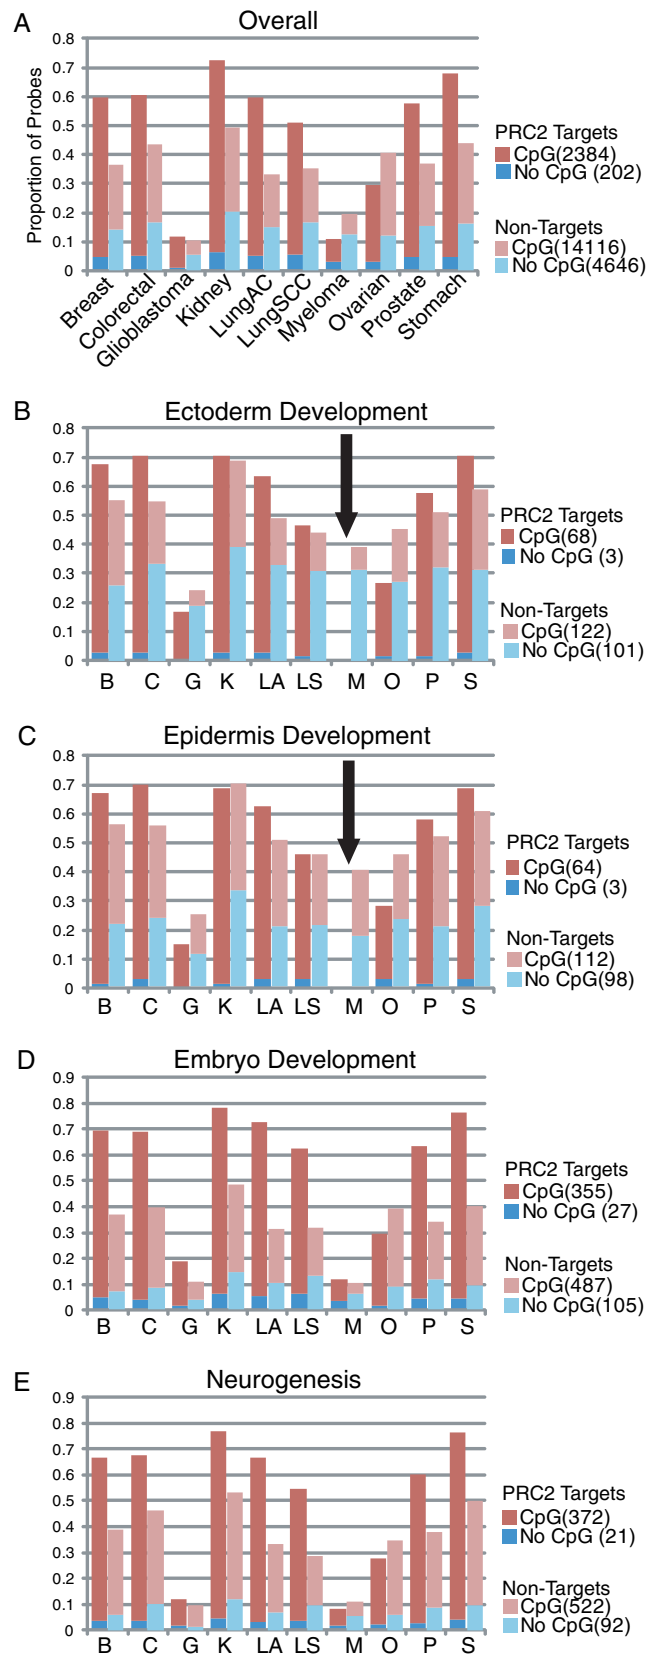 A
Overall
Proportion of Probes
0.8
0.7
0.6
0.5
0.4
0.3
0.2
0.1
0
Breast
Colorectal
Glioblastoma
Kidney
LungAC
LungSCC
Myeloma
Ovarian
Prostate
Stomach
PRC2 Targets
CpG(2384)
No CpG (202)
Non-Targets
CpG(14116)
No CpG(4646)
B
Ectoderm Development
0.8
0.7
0.6
0.5
0.4
0.3
0.2
0.1
0
B C G K LA LS M O P S
PRC2 Targets
CpG(68)
No CpG (3)
Non-Targets
CpG(122)
No CpG(101)
C
Epidermis Development
0.8
0.7
0.6
0.5
0.4
0.3
0.2
0.1
0
B C G K LA LS M O P S
PRC2 Targets
CpG(64)
No CpG (3)
Non-Targets
CpG(112)
No CpG(98)
D
Embryo Development
0.9
0.8
0.7
0.6
0.5
0.4
0.3
0.2
0.1
0
B C G K LA LS M O P S
PRC2 Targets
CpG(355)
No CpG (27)
Non-Targets
CpG(487)
No CpG(105)
E
Neurogenesis
0.9
0.8
0.7
0.6
0.5
0.4
0.3
0.2
0.1
0
B C G K LA LS M O P S
PRC2 Targets
CpG(372)
No CpG (21)
Non-Targets
CpG(522)
No CpG(92)